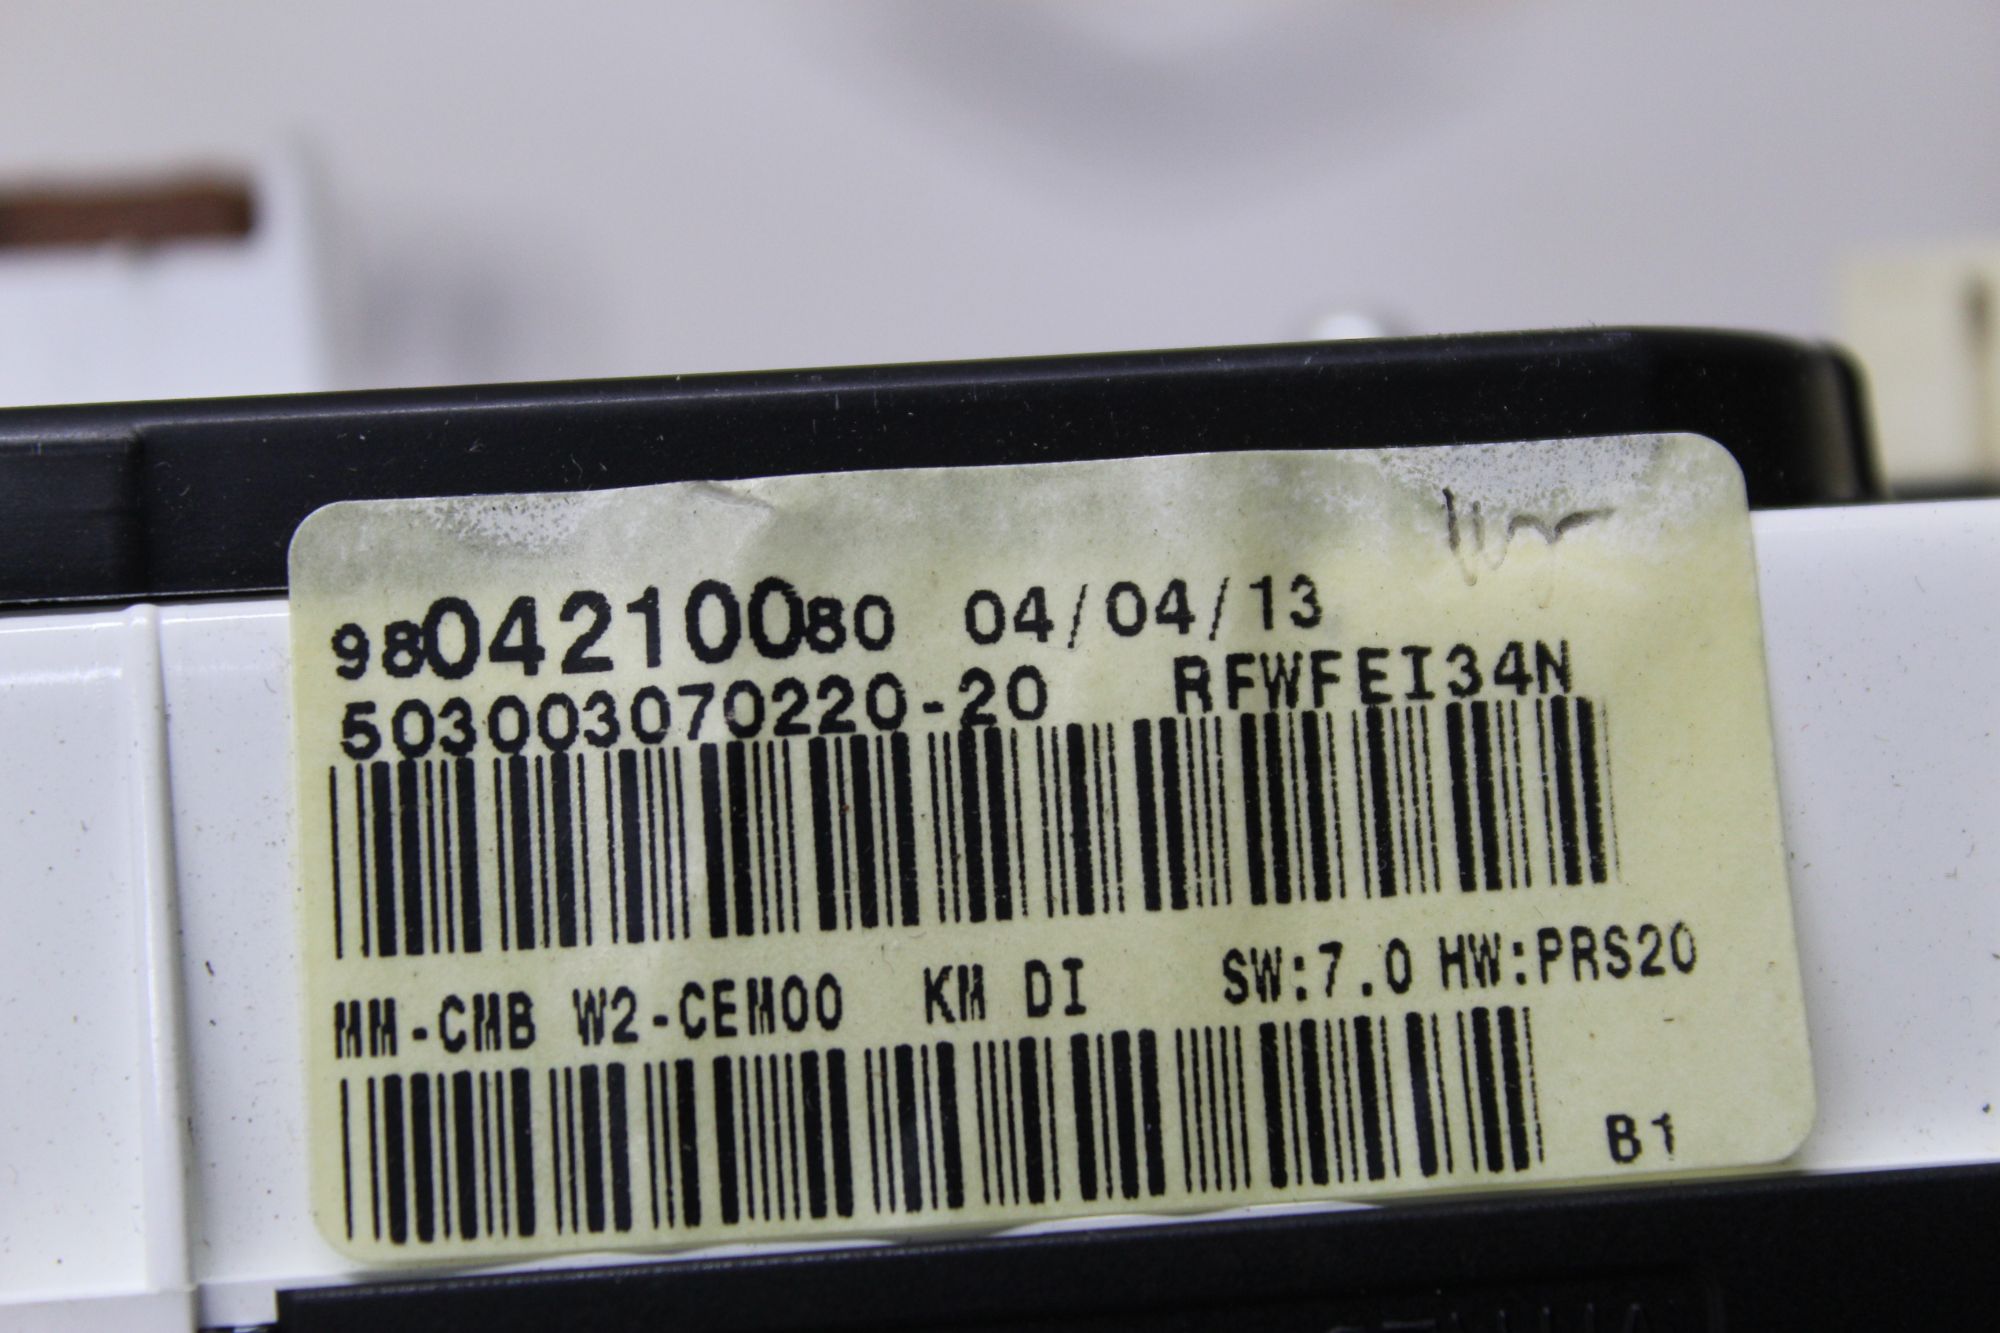 9804210080 04/04/13
503003070220-20 RFWFEI34N
MM-CMB W2-CEM00 KM DI SW:7.0 HW:PRS20
B1